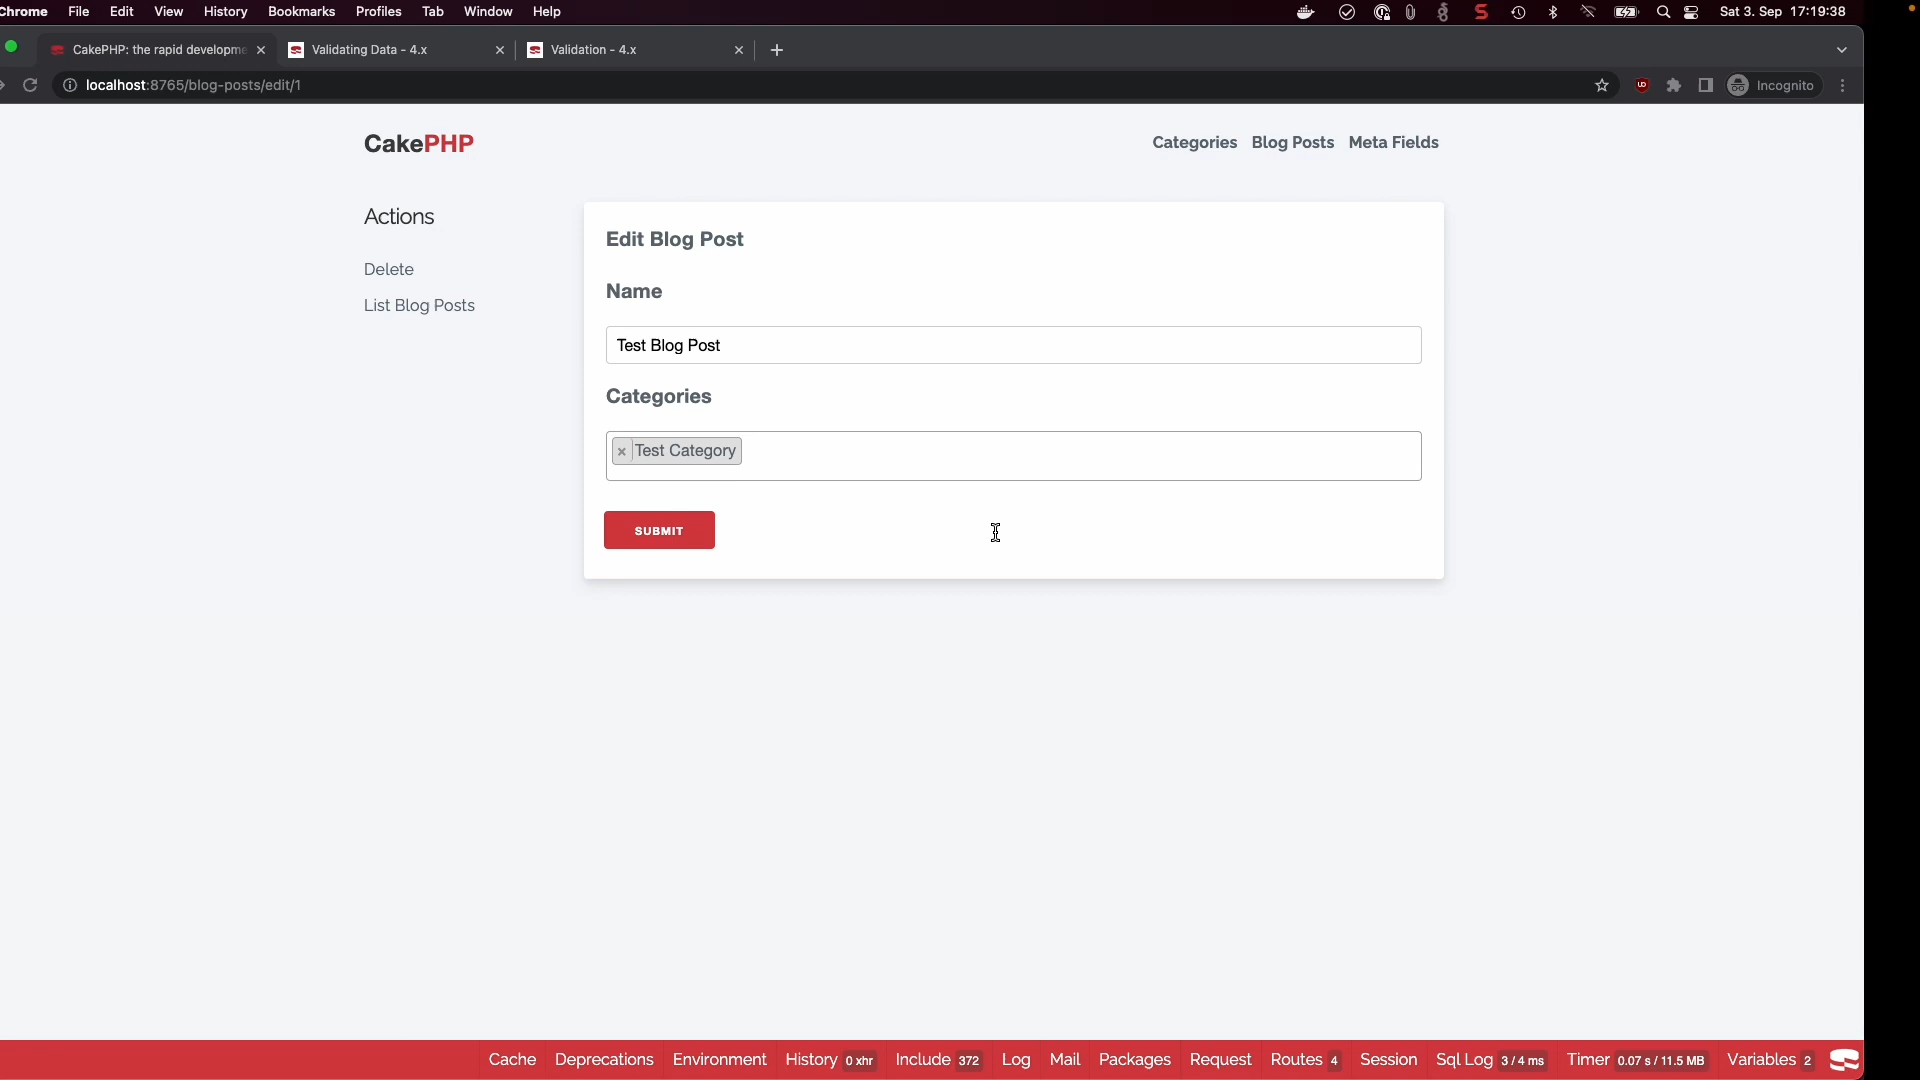 Chrome File Edit View History Bookmarks Profiles Tab Window Help Sat 3. Sep 17:19:38
CakePHP: the rapid developme Validating Data - 4.x Validation - 4.x
localhost:8765/blog-posts/edit/1 Incognito
CakePHP Categories Blog Posts Meta Fields
Actions
Delete
List Blog Posts
Edit Blog Post
Name
Test Blog Post
Categories
× Test Category
SUBMIT
Cache Deprecations Environment History 0 xhr Include 372 Log Mail Packages Request Routes 4 Session Sql Log 3 / 4 ms Timer 0.07 s / 11.5 MB Variables 2